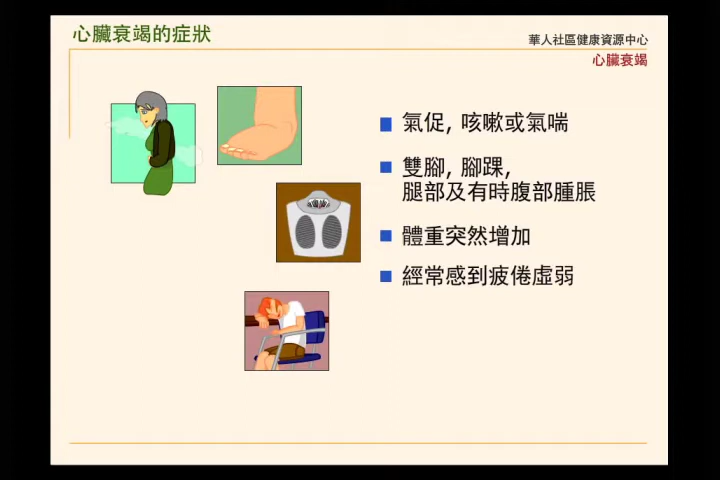 心臟衰竭的症狀
華人社區健康資源中心
心臟衰竭
氣促, 咳嗽或氣喘
雙腳, 腳踝,
腿部及有時腹部腫脹
體重突然增加
經常感到疲倦虛弱